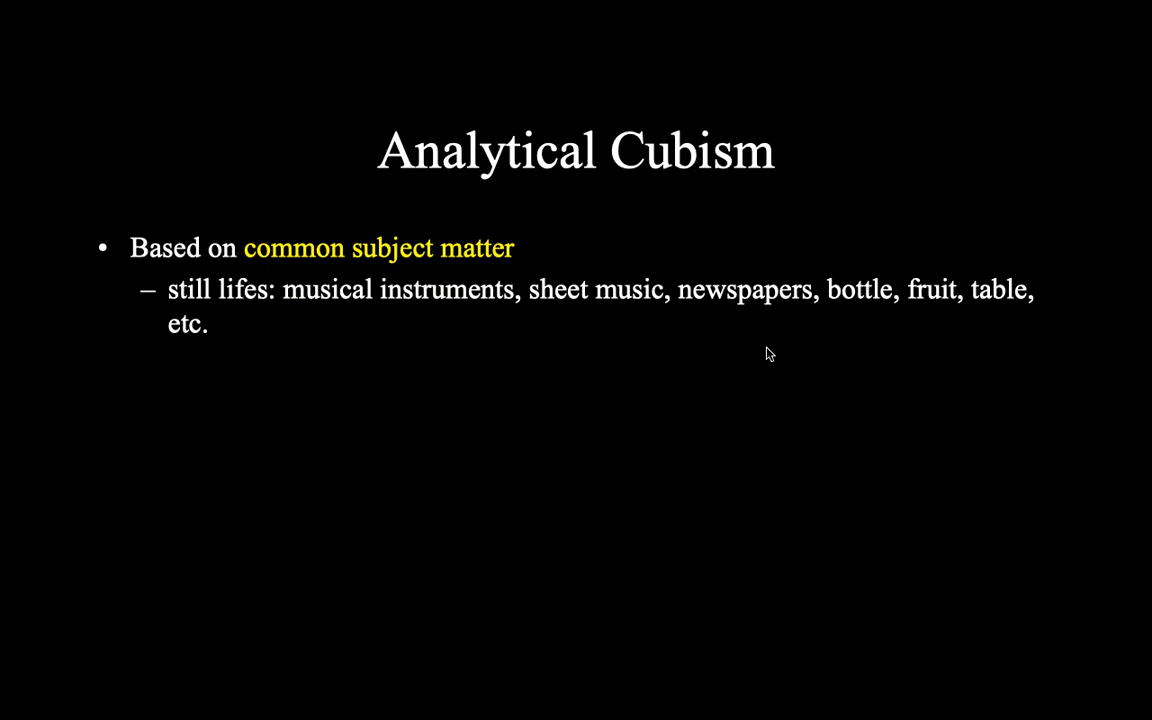 Analytical Cubism
• Based on common subject matter
– still lifes: musical instruments, sheet music, newspapers, bottle, fruit, table,
etc.